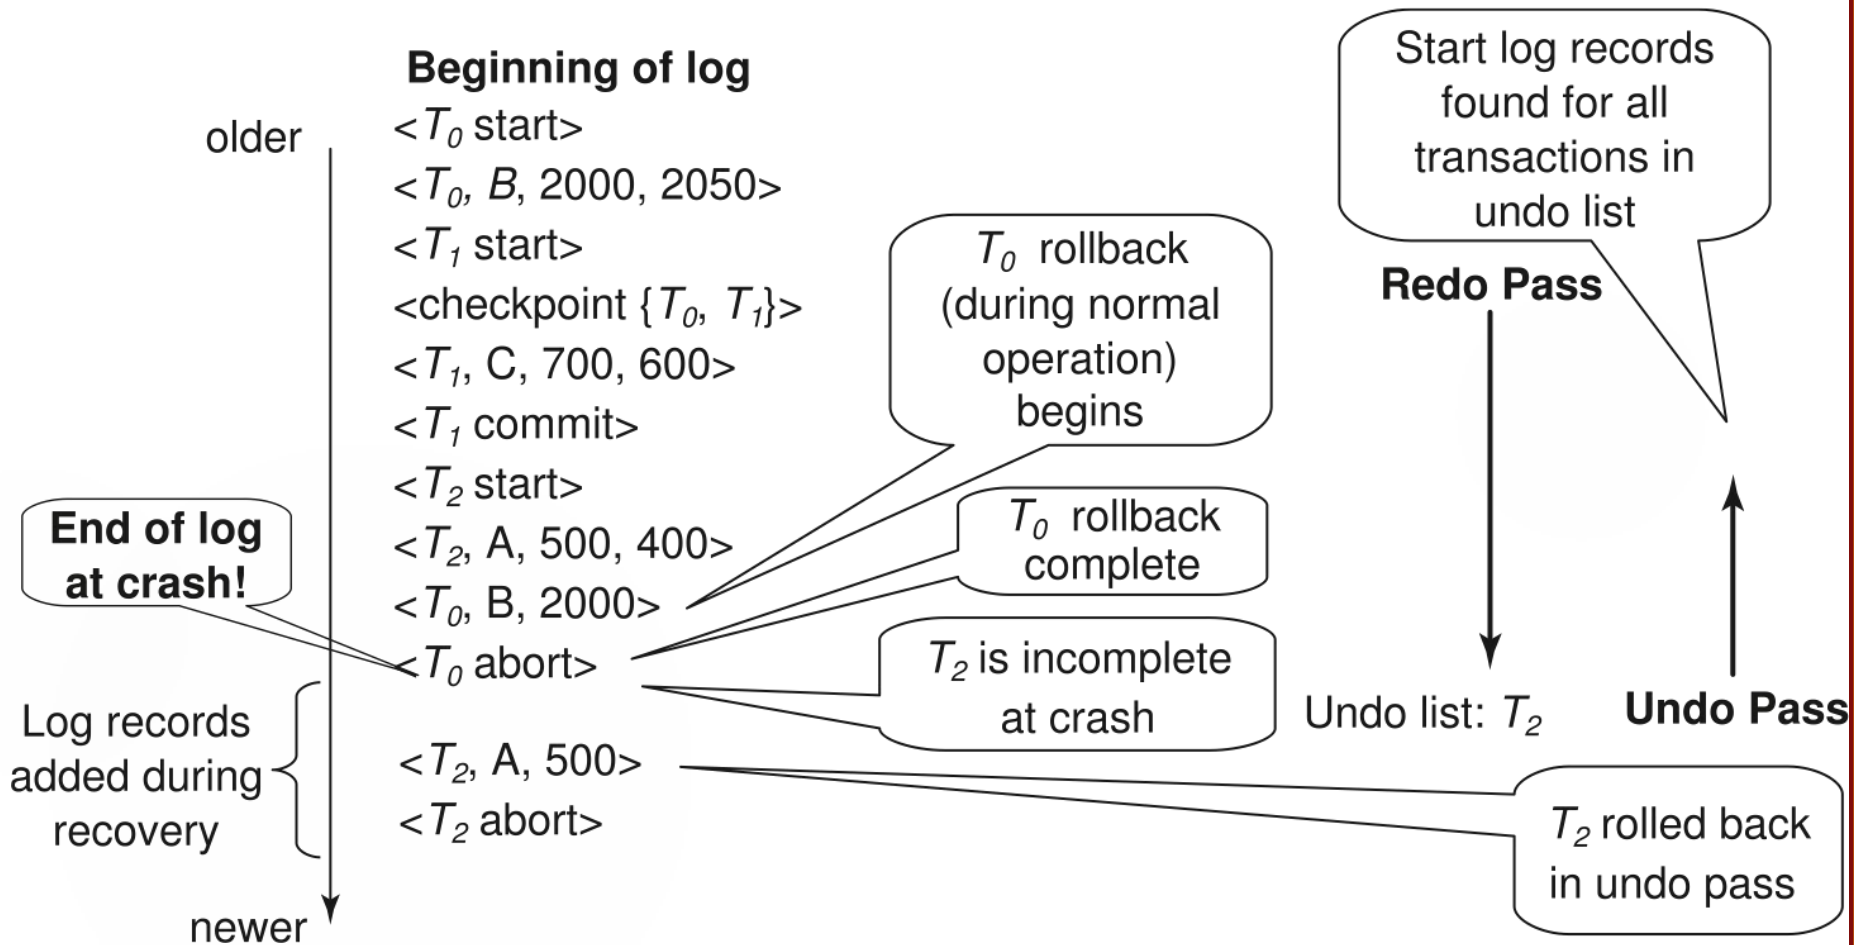 Beginning of log
older
<T0 start>
<T0, B, 2000, 2050>
<T1 start>
<checkpoint {T0, T1}>
<T1, C, 700, 600>
<T1 commit>
<T2 start>
<T2, A, 500, 400>
<T0, B, 2000>
<T0 abort>
<T2, A, 500>
<T2 abort>
newer
End of log
at crash!
Log records
added during
recovery
T0 rollback
(during normal
operation)
begins
T0 rollback
complete
T2 is incomplete
at crash
Start log records
found for all
transactions in
undo list
Redo Pass
Undo list: T2
Undo Pass
T2 rolled back
in undo pass